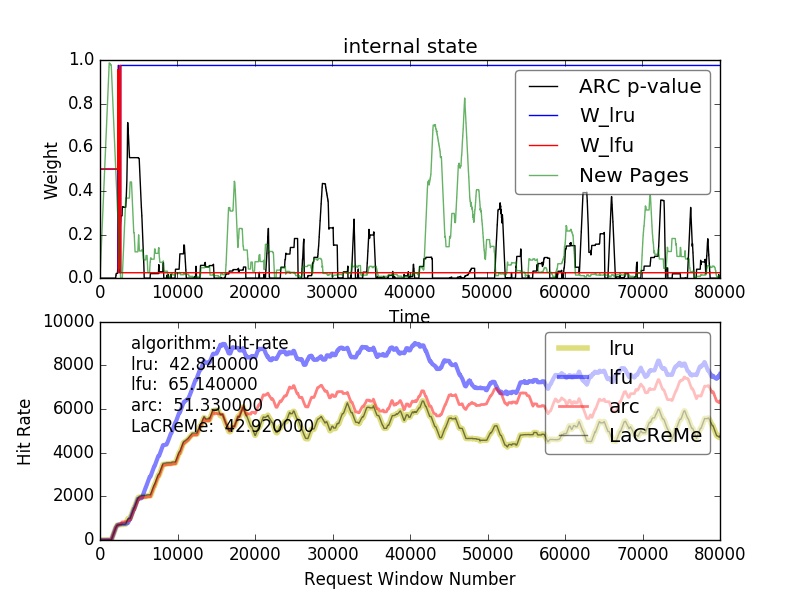 internal state
1.0
0.8
0.6
0.4
0.2
0.0
Weight
ARC p-value
W_lru
W_lfu
New Pages
0 10000 20000 30000 40000 50000 60000 70000 80000
Time
10000
8000
6000
4000
2000
0
Hit Rate
algorithm: hit-rate
lru: 42.840000
lfu: 65.140000
arc: 51.330000
LaCReMe: 42.920000
lru
lfu
arc
LaCReMe
0 10000 20000 30000 40000 50000 60000 70000 80000
Request Window Number